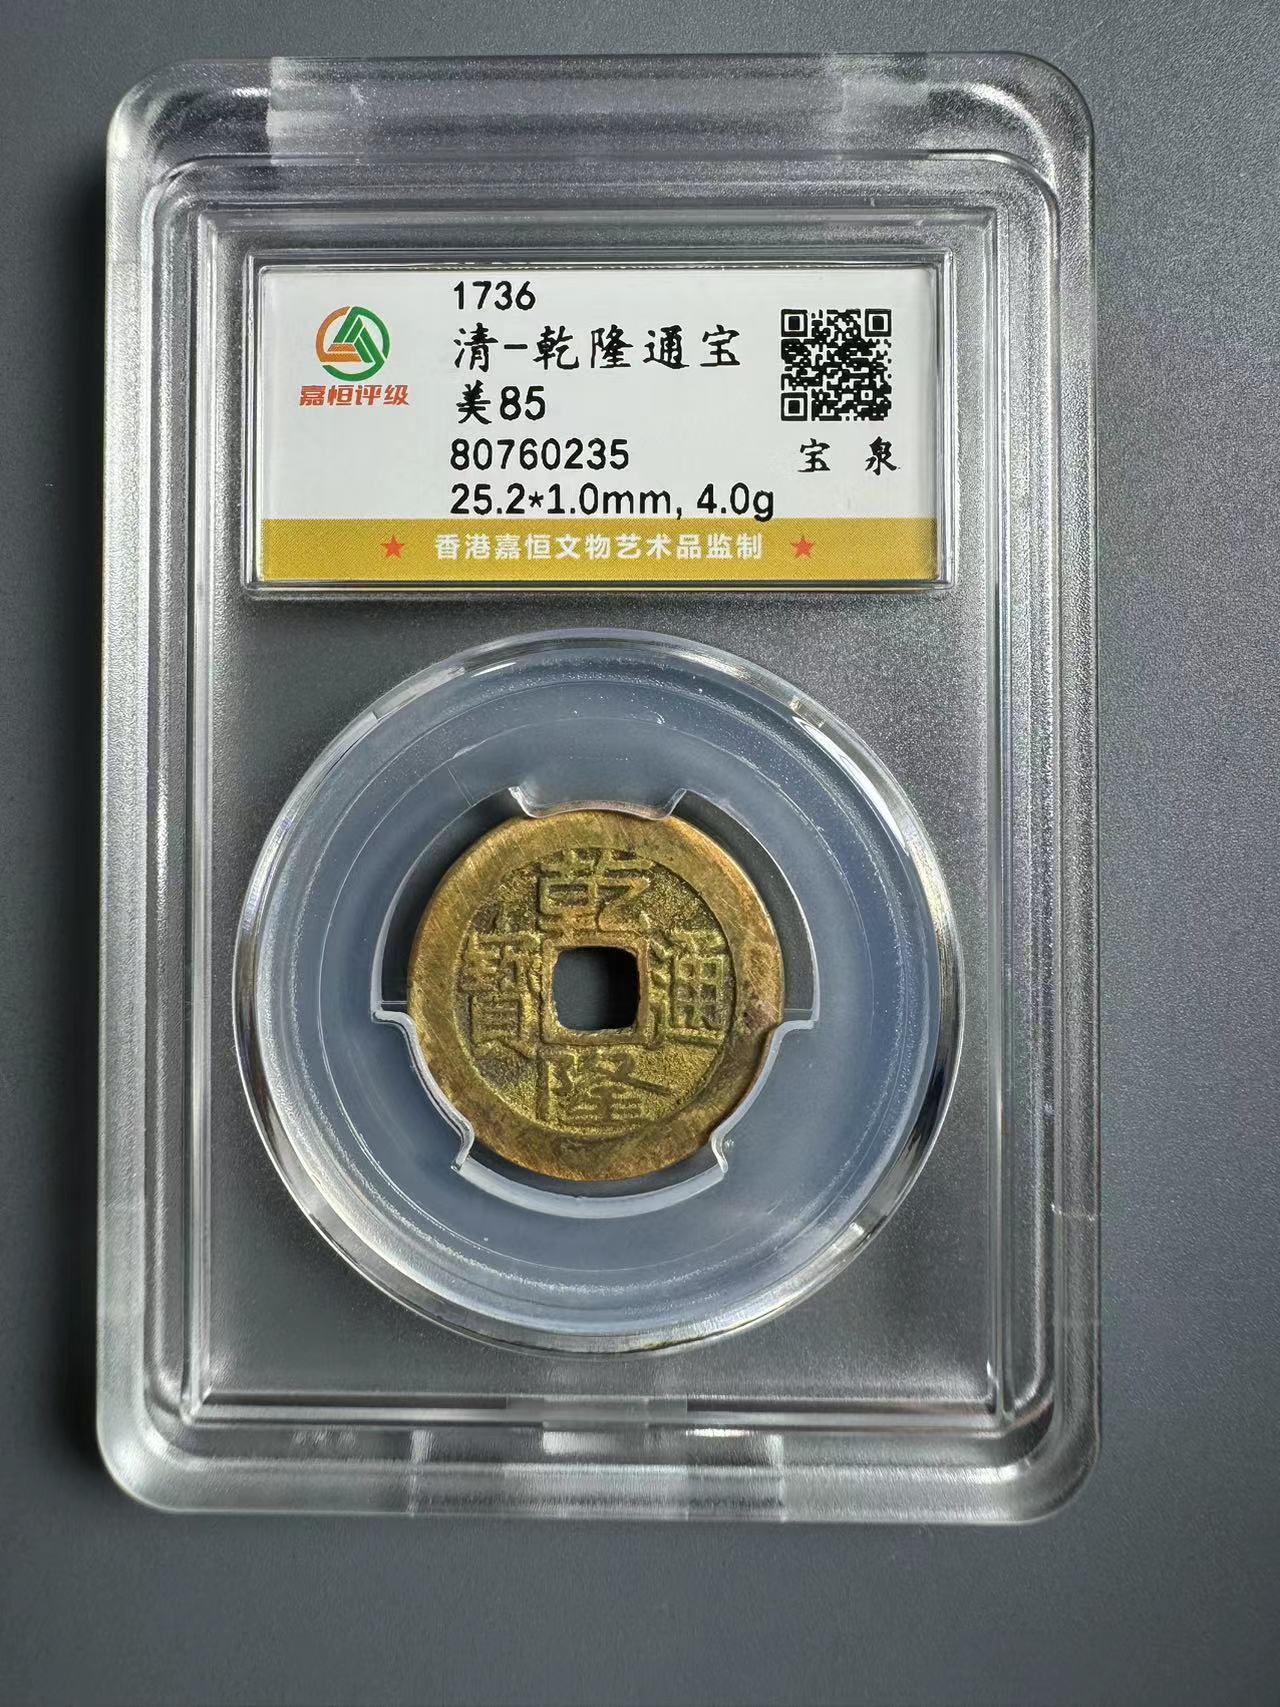 1736
清-乾隆通宝
美85
80760235
25.2*1.0mm, 4.0g
嘉恒评级
宝 泉
★ 香港嘉恒文物艺术品监制 ★
乾
隆
通
寶